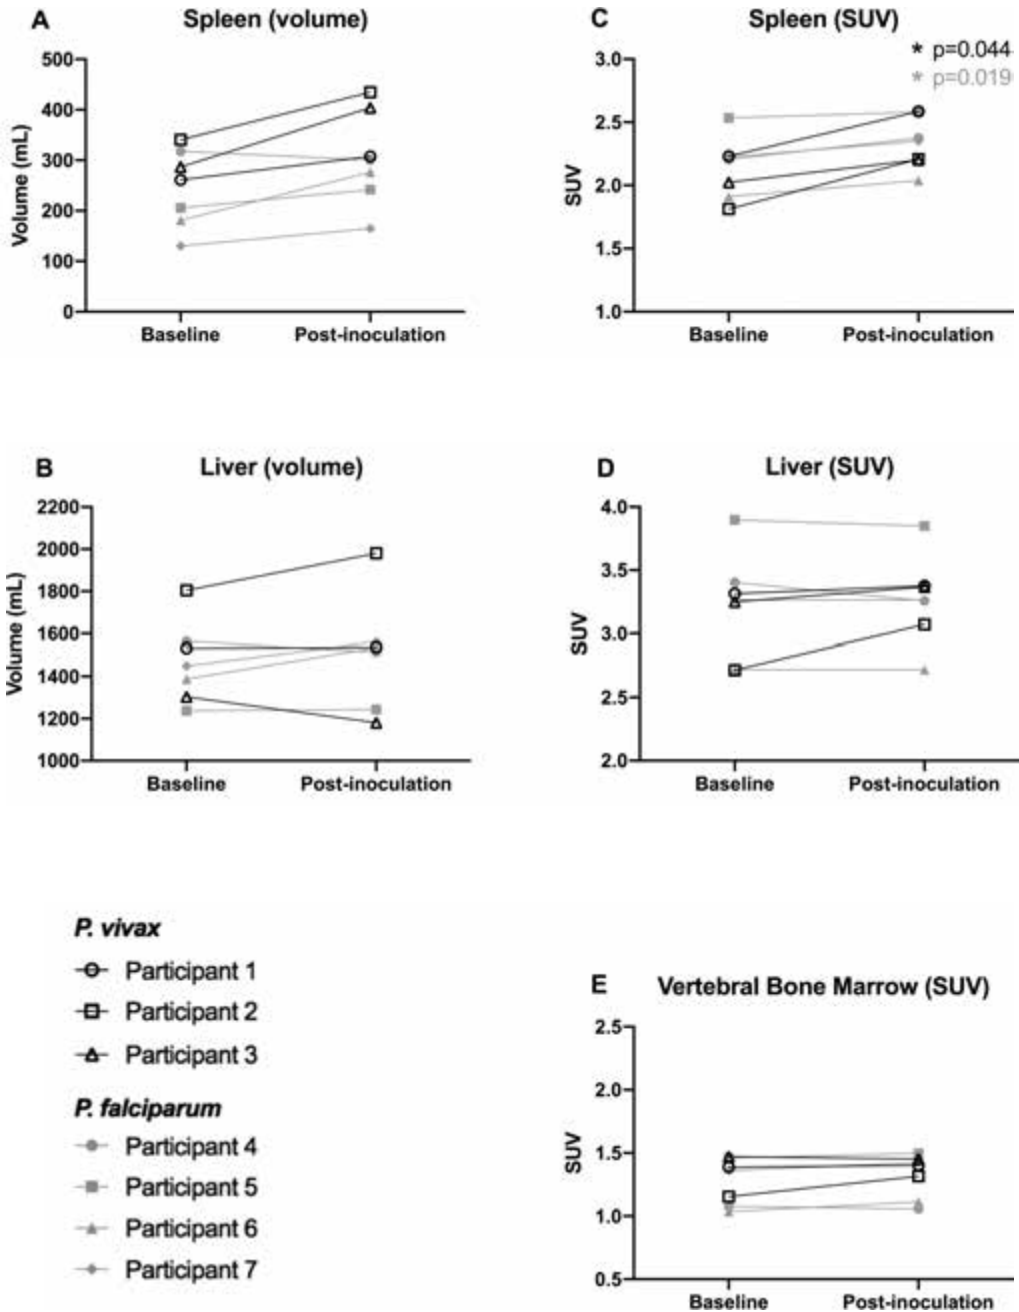 A Spleen (volume)
500
400
300
200
100
0
Volume (mL)
Baseline Post-inoculation
C Spleen (SUV)
* p=0.044
* p=0.019
3.0
2.5
2.0
1.5
1.0
SUV
Baseline Post-inoculation
B Liver (volume)
2200
2000
1800
1600
1400
1200
1000
Volume (mL)
Baseline Post-inoculation
D Liver (SUV)
4.0
3.5
3.0
2.5
2.0
SUV
Baseline Post-inoculation
P. vivax
Participant 1
Participant 2
Participant 3
P. falciparum
Participant 4
Participant 5
Participant 6
Participant 7
E Vertebral Bone Marrow (SUV)
2.5
2.0
1.5
1.0
0.5
SUV
Baseline Post-inoculation